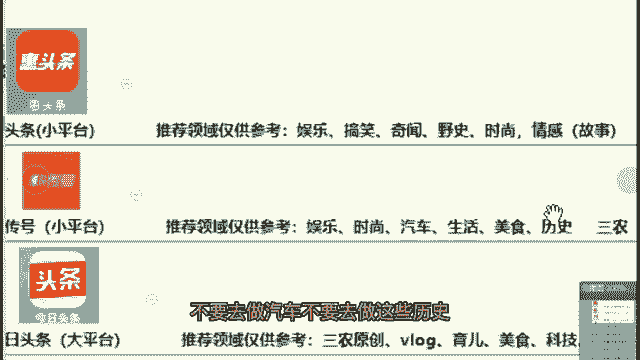 惠头条
惠头条
头条(小平台) 推荐领域仅供参考：娱乐、搞笑、奇闻、野史、时尚，情感（故事）
传号（小平台） 推荐领域仅供参考：娱乐、时尚、汽车、生活、美食、历史 三农
头条
今日头条
不要去做汽车不要去做这些历史
日头条（大平台） 推荐领域仅供参考：三农原创、vlog、育儿、美食、科技、